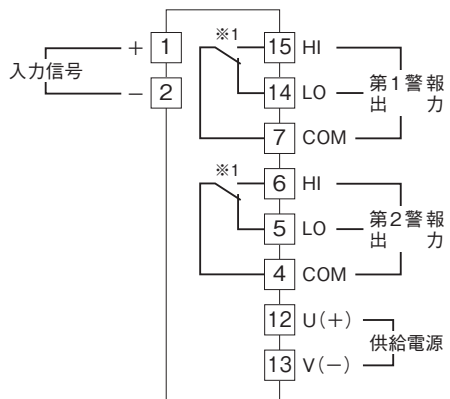 入力信号
+ 1
− 2
※1
15 HI
14 LO
7 COM
第1警報
出力
※1
6 HI
5 LO
4 COM
第2警報
出力
12 U(+)
13 V(−)
供給電源